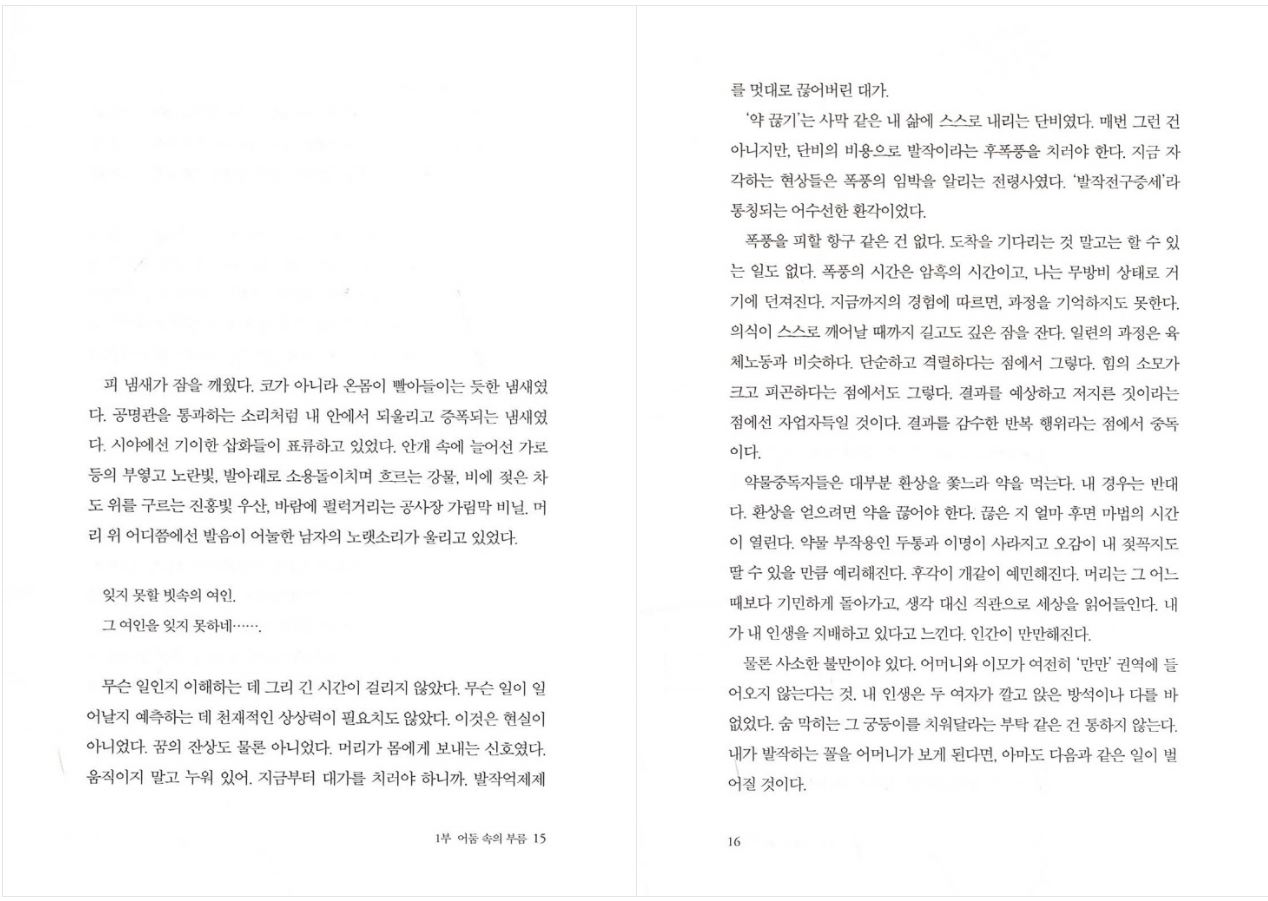 피 냄새가 잠을 깨웠다. 코가 아니라 온몸이 빨아들이는 듯한 냄새였
다. 공명관을 통과하는 소리처럼 내 안에서 되울리고 증폭되는 냄새였
다. 시야에선 기이한 삽화들이 표류하고 있었다. 안개 속에 늘어선 가로
등의 부옇고 노란빛, 발아래로 소용돌이치며 흐르는 강물, 비에 젖은 차
도 위를 구르는 진홍빛 우산, 바람에 펄럭거리는 공사장 가림막 비닐. 머
리 위 어디쯤에선 발음이 어눌한 남자의 노랫소리가 울리고 있었다.
잊지 못할 빗속의 여인.
그 여인을 잊지 못하네…….
무슨 일인지 이해하는 데 그리 긴 시간이 걸리지 않았다. 무슨 일이 일
어날지 예측하는 데 천재적인 상상력이 필요치도 않았다. 이것은 현실이
아니었다. 꿈의 잔상도 물론 아니었다. 머리가 몸에게 보내는 신호였다.
움직이지 말고 누워 있어. 지금부터 대가를 치러야 하니까. 발작억제제
1부 어둠 속의 부름 15
를 멋대로 끊어버린 대가.
‘약 끊기’는 사막 같은 내 삶에 스스로 내리는 단비였다. 매번 그런 건
아니지만, 단비의 비용으로 발작이라는 후폭풍을 치러야 한다. 지금 자
각하는 현상들은 폭풍의 임박을 알리는 전령사였다. ‘발작전구증세’라
통칭되는 어수선한 환각이었다.
폭풍을 피할 항구 같은 건 없다. 도착을 기다리는 것 말고는 할 수 있
는 일도 없다. 폭풍의 시간은 암흑의 시간이고, 나는 무방비 상태로 거
기에 던져진다. 지금까지의 경험에 따르면, 과정을 기억하지도 못한다.
의식이 스스로 깨어날 때까지 길고도 깊은 잠을 잔다. 일련의 과정은 육
체노동과 비슷하다. 단순하고 격렬하다는 점에서 그렇다. 힘의 소모가
크고 피곤하다는 점에서도 그렇다. 결과를 예상하고 저지른 짓이라는
점에선 자업자득일 것이다. 결과를 감수한 반복 행위라는 점에서 중독
이다.
약물중독자들은 대부분 환상을 쫓느라 약을 먹는다. 내 경우는 반대
다. 환상을 얻으려면 약을 끊어야 한다. 끊은 지 얼마 후면 마법의 시간
이 열린다. 약물 부작용인 두통과 이명이 사라지고 오감이 내 젖꼭지도
딸 수 있을 만큼 예리해진다. 후각이 개같이 예민해진다. 머리는 그 어느
때보다 기민하게 돌아가고, 생각 대신 직관으로 세상을 읽어들인다. 내
가 내 인생을 지배하고 있다고 느낀다. 인간이 만만해진다.
물론 사소한 불만이야 있다. 어머니와 이모가 여전히 ‘만만’ 권역에 들
어오지 않는다는 것. 내 인생은 두 여자가 깔고 앉은 방석이나 다를 바
없었다. 숨 막히는 그 궁둥이를 치워달라는 부탁 같은 건 통하지 않는다.
내가 발작하는 꼴을 어머니가 보게 된다면, 아마도 다음과 같은 일이 벌
어질 것이다.
16